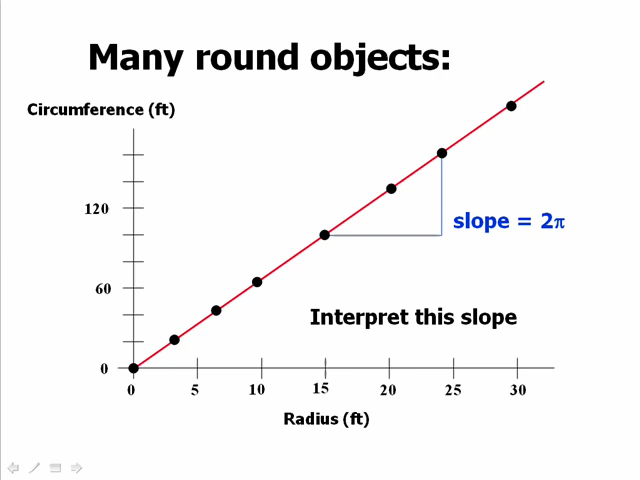 Many round objects:
Circumference (ft)
120
slope = 2π
60
Interpret this slope
0
0 5 10 15 20 25 30
Radius (ft)